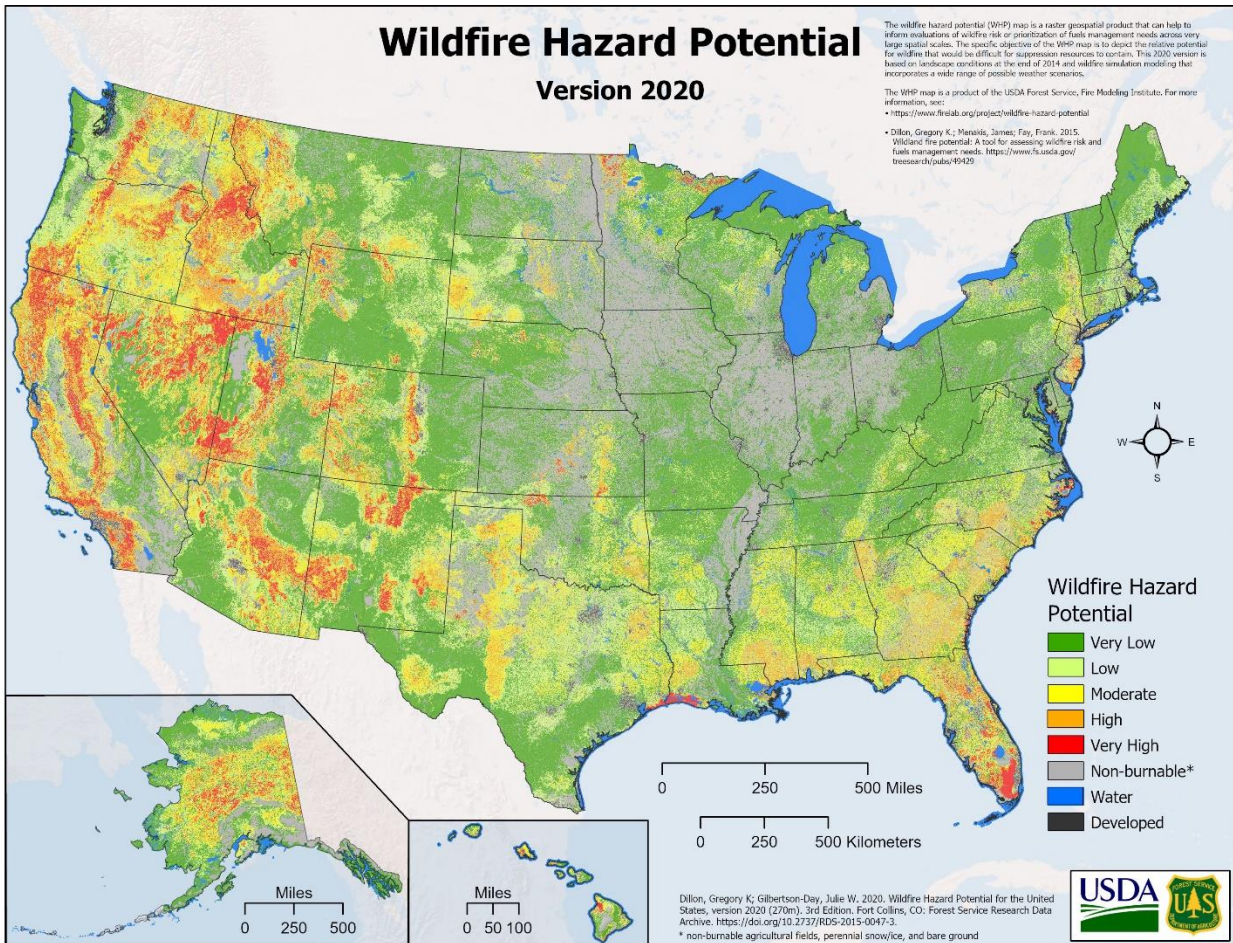 Wildfire Hazard Potential
Version 2020
The wildfire hazard potential (WHP) map is a raster geospatial product that can help to
inform evaluations of wildfire risk or prioritization of fuels management needs across very
large spatial scales. The specific objective of the WHP map is to depict the relative potential
for wildfire that would be difficult for suppression resources to contain. This 2020 version is
based on landscape conditions at the end of 2014 and wildfire simulation modeling that
incorporates a wide range of possible weather scenarios.
The WHP map is a product of the USDA Forest Service, Fire Modeling Institute. For more
information, see:
• https://www.firelab.org/project/wildfire-hazard-potential
• Dillon, Gregory K.; Menakis, James; Fay, Frank. 2015.
Wildland fire potential: A tool for assessing wildfire risk and
fuels management needs. https://www.fs.usda.gov/
treesearch/pubs/49429
N
W E
S
Wildfire Hazard
Potential
Very Low
Low
Moderate
High
Very High
Non-burnable*
Water
Developed
0 250 500 Miles
0 250 500 Kilometers
Miles
0 250 500
Miles
0 50 100
Dillon, Gregory K; Gilbertson-Day, Julie W. 2020. Wildfire Hazard Potential for the United
States, version 2020 (270m). 3rd Edition. Fort Collins, CO: Forest Service Research Data
Archive. https://doi.org/10.2737/RDS-2015-0047-3.
* non-burnable agricultural fields, perennial snow/ice, and bare ground
USDA
FOREST SERVICE
U S
DEPARTMENT OF AGRICULTURE